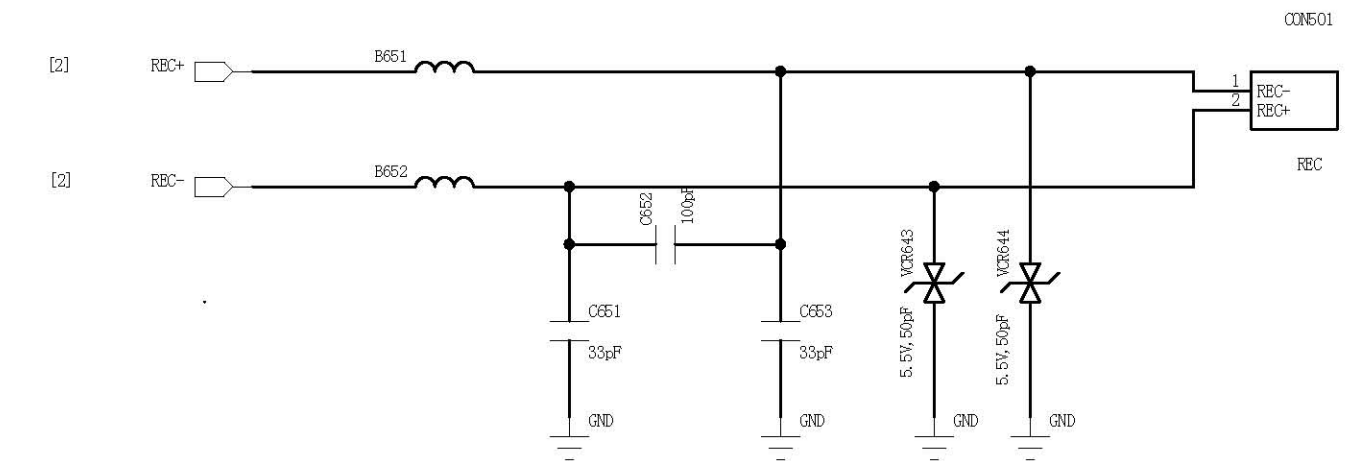 CON501
[2] REC+ B651
1 REC-
2 REC+
REC
[2] REC- B652
C652
100pF
VCR643
VCR644
C651
33pF
C653
33pF
5.5V,50pF
5.5V,50pF
GND
GND
GND
GND